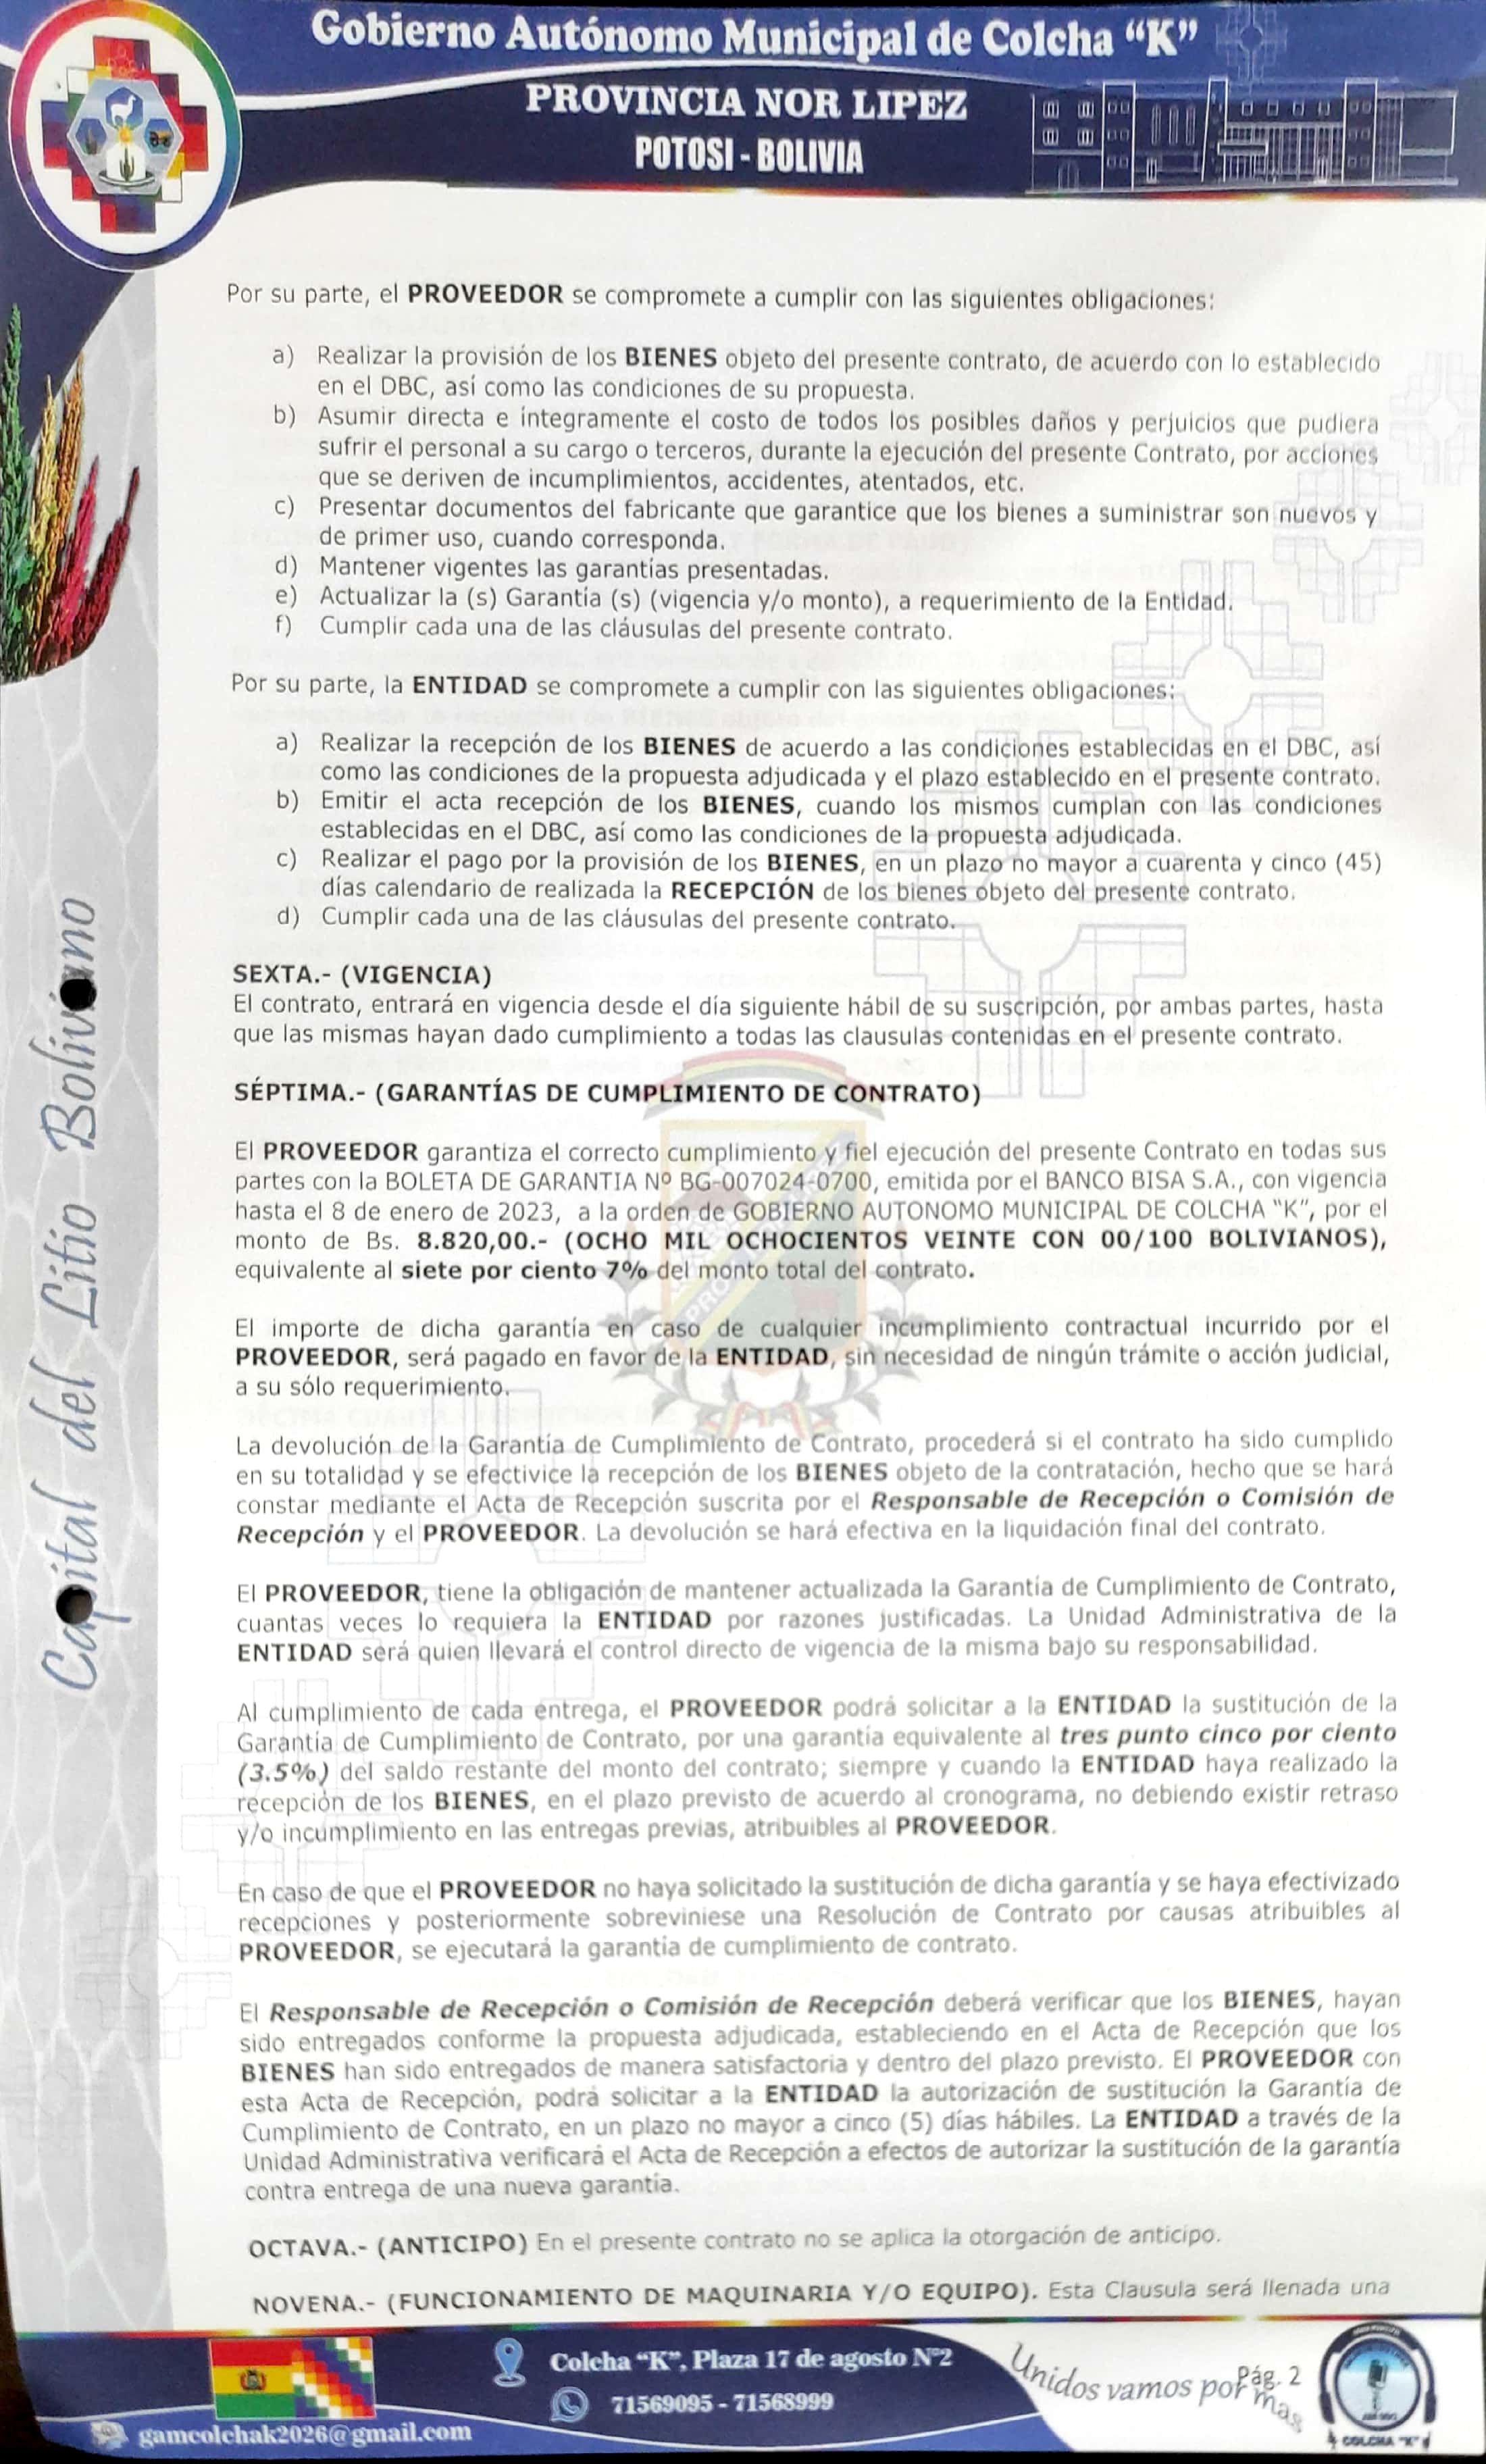 Gobierno Autónomo Municipal de Colcha “K”
PROVINCIA NOR LIPEZ
POTOSI - BOLIVIA
Por su parte, el PROVEEDOR se compromete a cumplir con las siguientes obligaciones:
a) Realizar la provisión de los BIENES objeto del presente contrato, de acuerdo con lo establecido
en el DBC, así como las condiciones de su propuesta.
b) Asumir directa e íntegramente el costo de todos los posibles daños y perjuicios que pudiera
sufrir el personal a su cargo o terceros, durante la ejecución del presente Contrato, por acciones
que se deriven de incumplimientos, accidentes, atentados, etc.
c) Presentar documentos del fabricante que garantice que los bienes a suministrar son nuevos y
de primer uso, cuando corresponda.
d) Mantener vigentes las garantías presentadas.
e) Actualizar la (s) Garantía (s) (vigencia y/o monto), a requerimiento de la Entidad.
f) Cumplir cada una de las cláusulas del presente contrato.
Por su parte, la ENTIDAD se compromete a cumplir con las siguientes obligaciones:
a) Realizar la recepción de los BIENES de acuerdo a las condiciones establecidas en el DBC, así
como las condiciones de la propuesta adjudicada y el plazo establecido en el presente contrato.
b) Emitir el acta recepción de los BIENES, cuando los mismos cumplan con las condiciones
establecidas en el DBC, así como las condiciones de la propuesta adjudicada.
c) Realizar el pago por la provisión de los BIENES, en un plazo no mayor a cuarenta y cinco (45)
días calendario de realizada la RECEPCIÓN de los bienes objeto del presente contrato.
d) Cumplir cada una de las cláusulas del presente contrato.
SEXTA.- (VIGENCIA)
El contrato, entrará en vigencia desde el día siguiente hábil de su suscripción, por ambas partes, hasta
que las mismas hayan dado cumplimiento a todas las clausulas contenidas en el presente contrato.
SÉPTIMA.- (GARANTÍAS DE CUMPLIMIENTO DE CONTRATO)
El PROVEEDOR garantiza el correcto cumplimiento y fiel ejecución del presente Contrato en todas sus
partes con la BOLETA DE GARANTIA Nº BG-007024-0700, emitida por el BANCO BISA S.A., con vigencia
hasta el 8 de enero de 2023, a la orden de GOBIERNO AUTONOMO MUNICIPAL DE COLCHA “K”, por el
monto de Bs. 8.820,00.- (OCHO MIL OCHOCIENTOS VEINTE CON 00/100 BOLIVIANOS),
equivalente al siete por ciento 7% del monto total del contrato.
El importe de dicha garantía en caso de cualquier incumplimiento contractual incurrido por el
PROVEEDOR, será pagado en favor de la ENTIDAD, sin necesidad de ningún trámite o acción judicial,
a su sólo requerimiento.
La devolución de la Garantía de Cumplimiento de Contrato, procederá si el contrato ha sido cumplido
en su totalidad y se efectivice la recepción de los BIENES objeto de la contratación, hecho que se hará
constar mediante el Acta de Recepción suscrita por el Responsable de Recepción o Comisión de
Recepción y el PROVEEDOR. La devolución se hará efectiva en la liquidación final del contrato.
El PROVEEDOR, tiene la obligación de mantener actualizada la Garantía de Cumplimiento de Contrato,
cuantas veces lo requiera la ENTIDAD por razones justificadas. La Unidad Administrativa de la
ENTIDAD será quien llevará el control directo de vigencia de la misma bajo su responsabilidad.
Al cumplimiento de cada entrega, el PROVEEDOR podrá solicitar a la ENTIDAD la sustitución de la
Garantía de Cumplimiento de Contrato, por una garantía equivalente al tres punto cinco por ciento
(3.5%) del saldo restante del monto del contrato; siempre y cuando la ENTIDAD haya realizado la
recepción de los BIENES, en el plazo previsto de acuerdo al cronograma, no debiendo existir retraso
y/o incumplimiento en las entregas previas, atribuibles al PROVEEDOR.
En caso de que el PROVEEDOR no haya solicitado la sustitución de dicha garantía y se haya efectivizado
recepciones y posteriormente sobreviniese una Resolución de Contrato por causas atribuibles al
PROVEEDOR, se ejecutará la garantía de cumplimiento de contrato.
El Responsable de Recepción o Comisión de Recepción deberá verificar que los BIENES, hayan
sido entregados conforme la propuesta adjudicada, estableciendo en el Acta de Recepción que los
BIENES han sido entregados de manera satisfactoria y dentro del plazo previsto. El PROVEEDOR con
esta Acta de Recepción, podrá solicitar a la ENTIDAD la autorización de sustitución la Garantía de
Cumplimiento de Contrato, en un plazo no mayor a cinco (5) días hábiles. La ENTIDAD a través de la
Unidad Administrativa verificará el Acta de Recepción a efectos de autorizar la sustitución de la garantía
contra entrega de una nueva garantía.
OCTAVA.- (ANTICIPO) En el presente contrato no se aplica la otorgación de anticipo.
NOVENA.- (FUNCIONAMIENTO DE MAQUINARIA Y/O EQUIPO). Esta Clausula será llenada una
Capital del Litio Boliviano
Colcha “K”, Plaza 17 de agosto Nº2
71569095 - 71568999
gamcolchak2026@gmail.com
Unidos vamos por mas
Pág. 2
COLCHA "K"